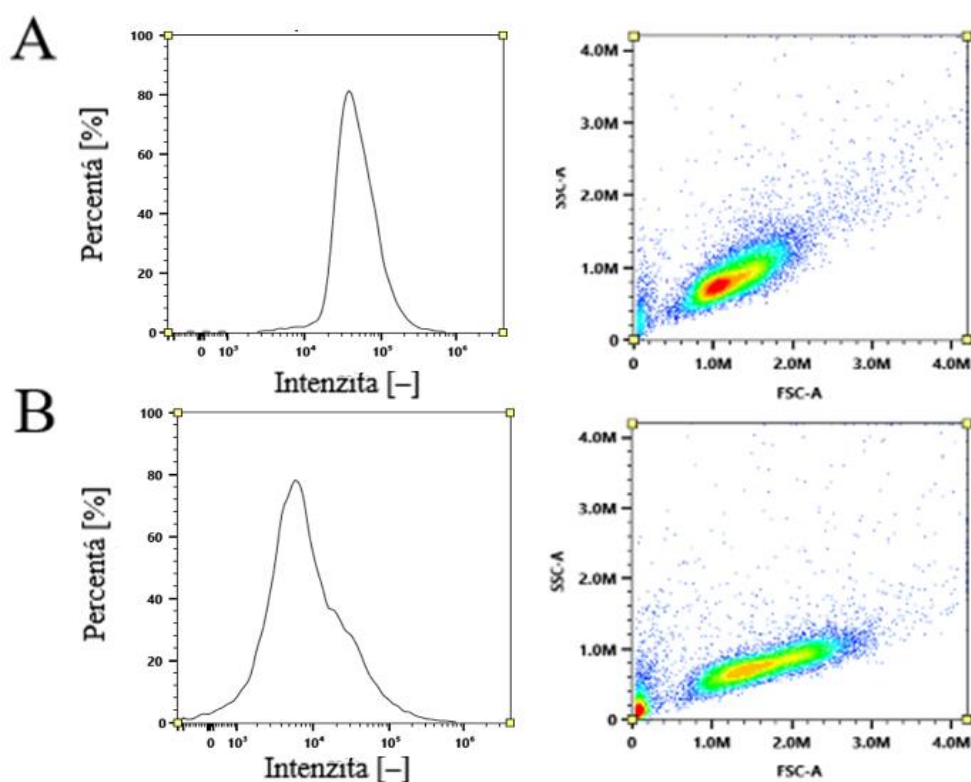 A
Percentá [%]
100
80
60
40
20
0
0 10³ 10⁴ 10⁵ 10⁶
Intenzita [–]
SSC-A
4.0M
3.0M
2.0M
1.0M
0
0 1.0M 2.0M 3.0M 4.0M
FSC-A
B
Percentá [%]
100
80
60
40
20
0
0 10³ 10⁴ 10⁵ 10⁶
Intenzita [–]
SSC-A
4.0M
3.0M
2.0M
1.0M
0
0 1.0M 2.0M 3.0M 4.0M
FSC-A